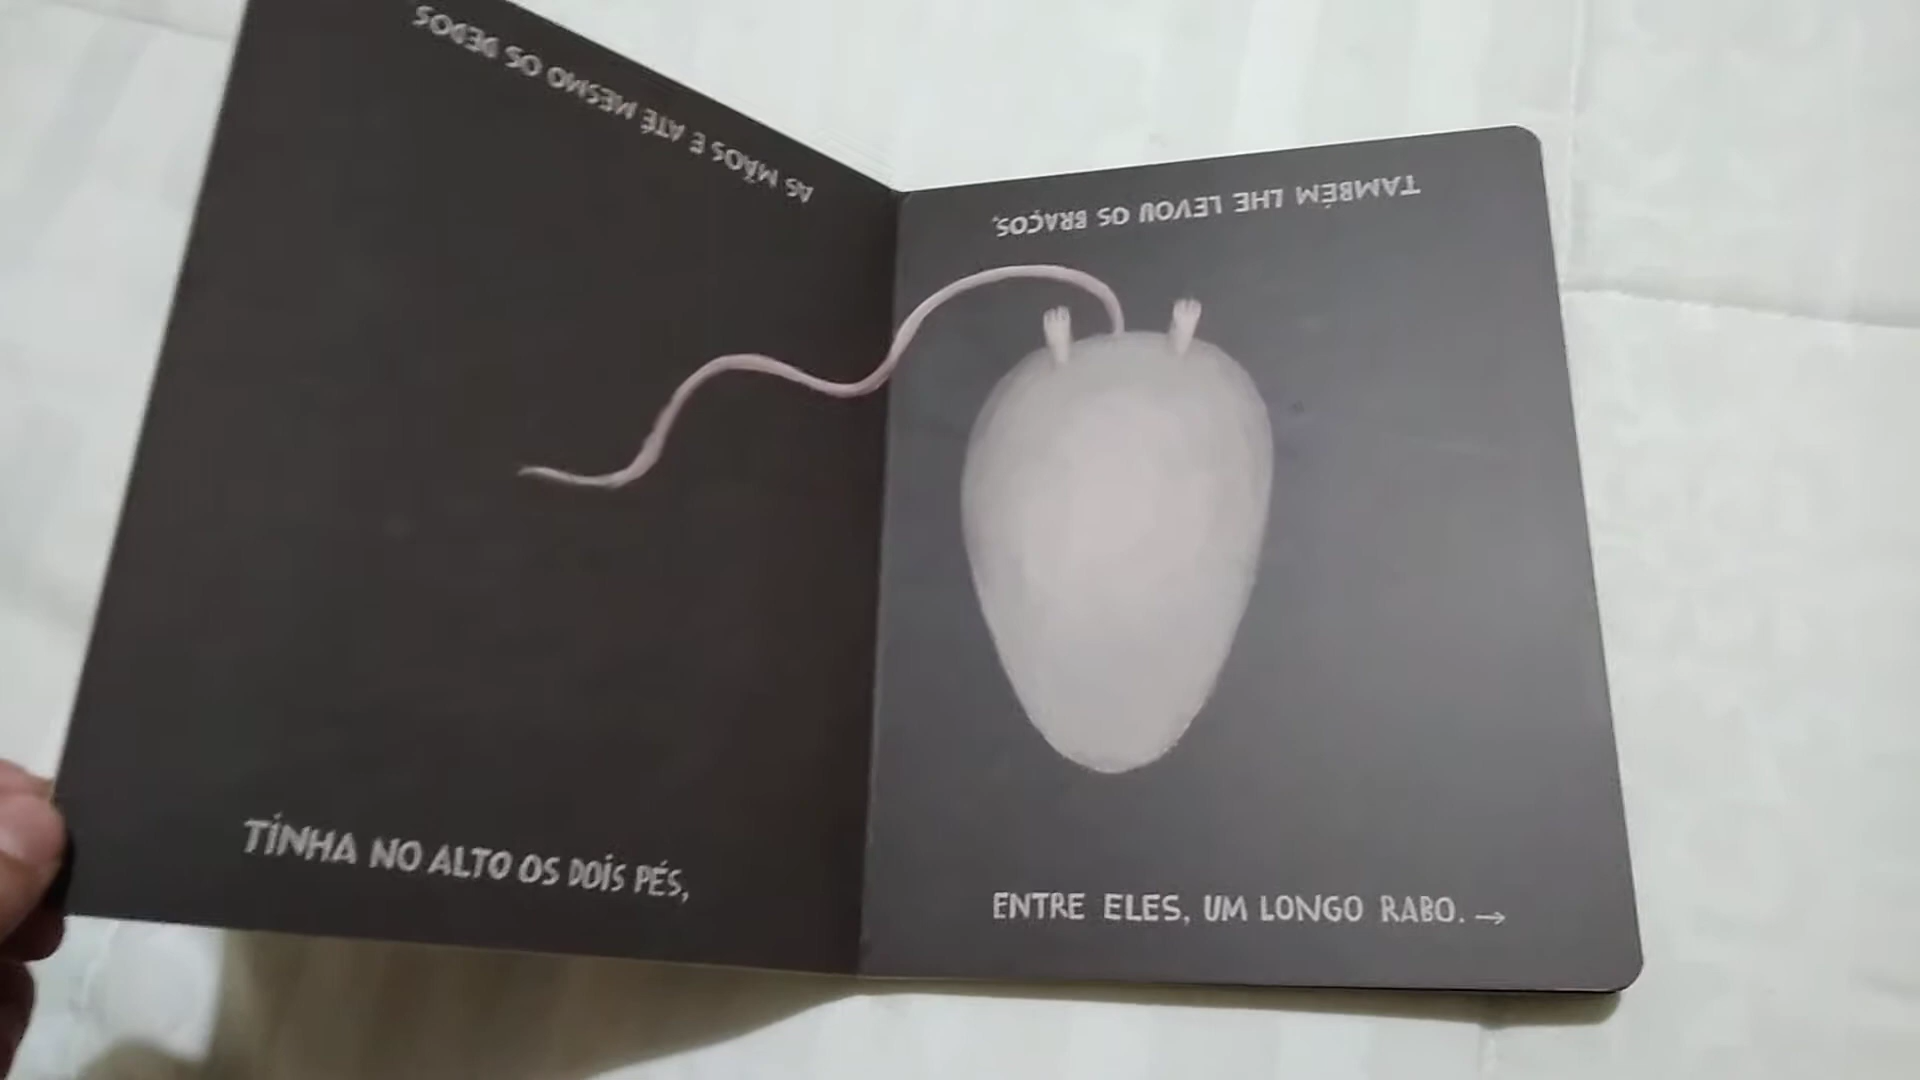 TINHA NO ALTO OS DOIS PÉS,
ENTRE ELES, UM LONGO RABO. →
TAMBÉM LHE LEVOU OS BRAÇOS,
AS MÃOS E ATÉ MESMO OS DEDOS